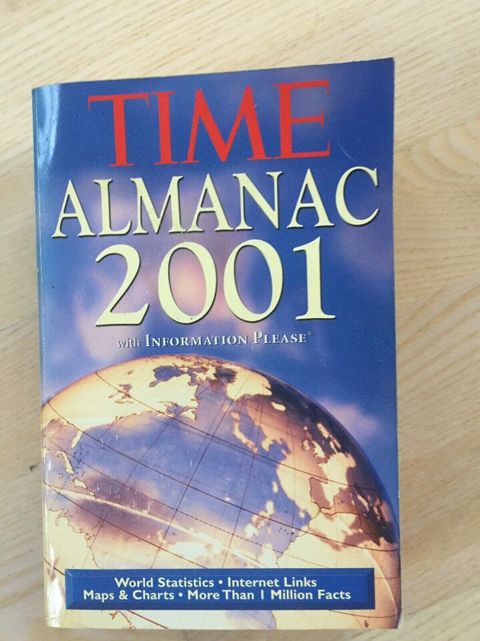 TIME
ALMANAC
2001
with INFORMATION PLEASE®
World Statistics • Internet Links
Maps & Charts • More Than 1 Million Facts